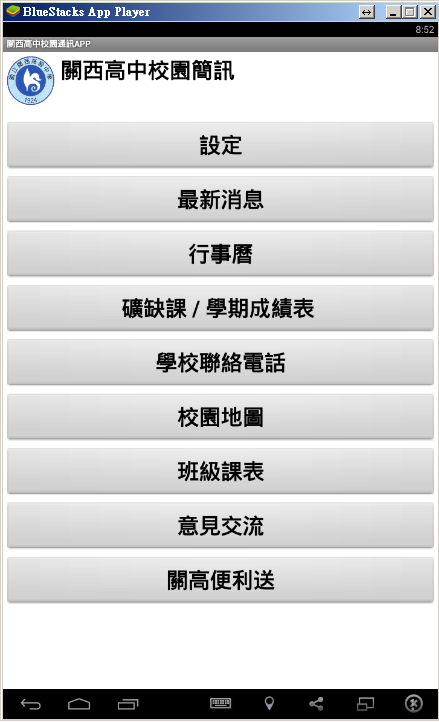 BlueStacks App Player
8:52
關西高中校園通訊APP
關西高中校園簡訊
1924
設定
最新消息
行事曆
礦缺課 / 學期成績表
學校聯絡電話
校園地圖
班級課表
意見交流
關高便利送